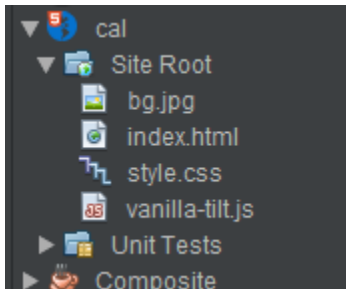 cal
Site Root
bg.jpg
index.html
style.css
vanilla-tilt.js
Unit Tests
Composite